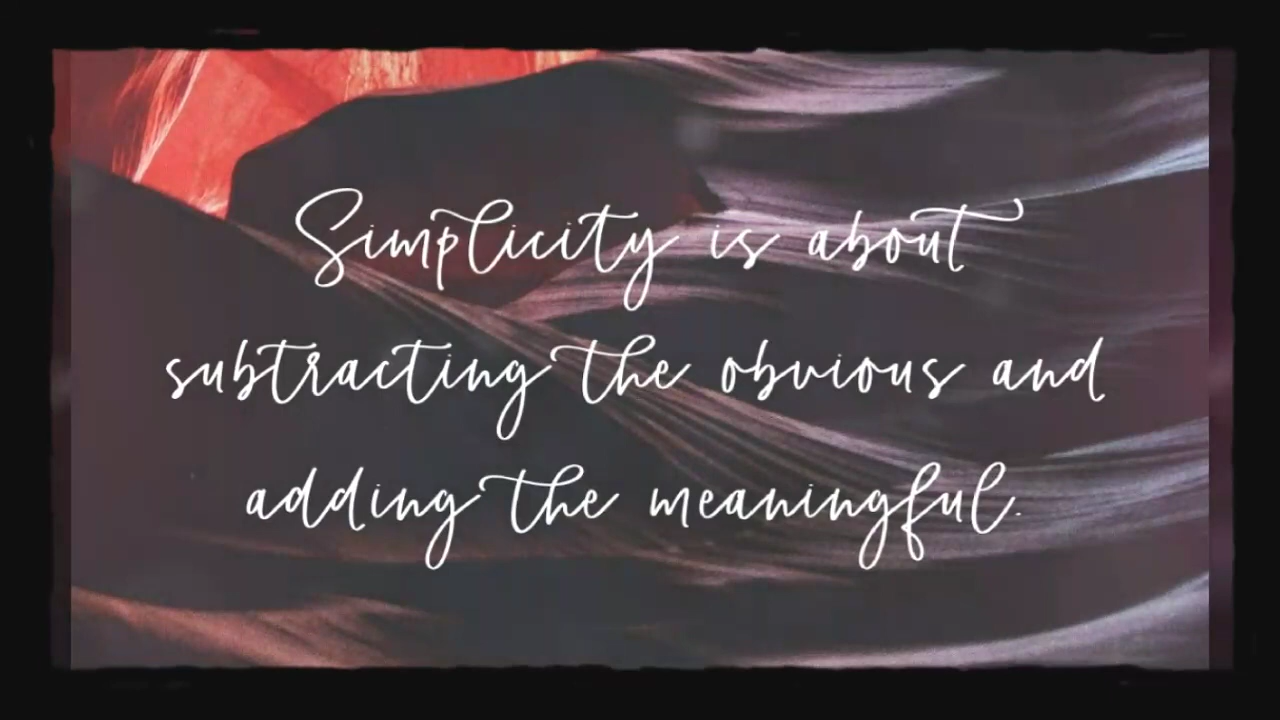 Simplicity is about
subtracting the obvious and
adding the meaningful.